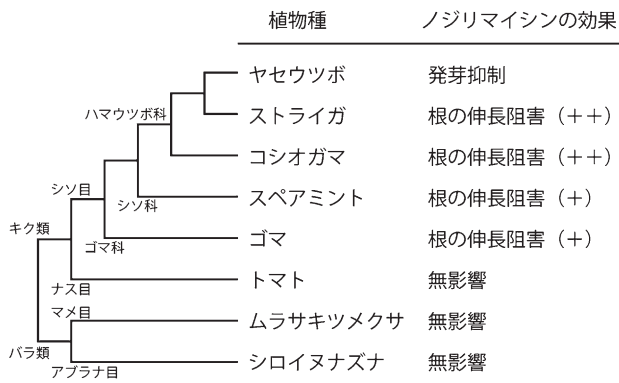 植物種 ノジリマイシンの効果
ヤセウツボ 発芽抑制
ハマウツボ科
ストライガ 根の伸長阻害（++）
コシオガマ 根の伸長阻害（++）
シソ目
シソ科
スペアミント 根の伸長阻害（+）
キク類
ゴマ科
ゴマ 根の伸長阻害（+）
ナス目
トマト 無影響
マメ目
ムラサキツメクサ 無影響
バラ類
アブラナ目
シロイヌナズナ 無影響